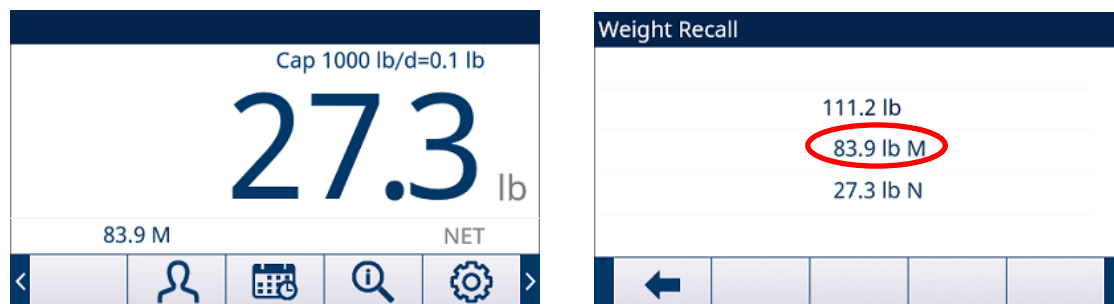 Cap 1000 lb/d=0.1 lb
27.3 lb
83.9 M NET
Weight Recall
111.2 lb
83.9 lb M
27.3 lb N